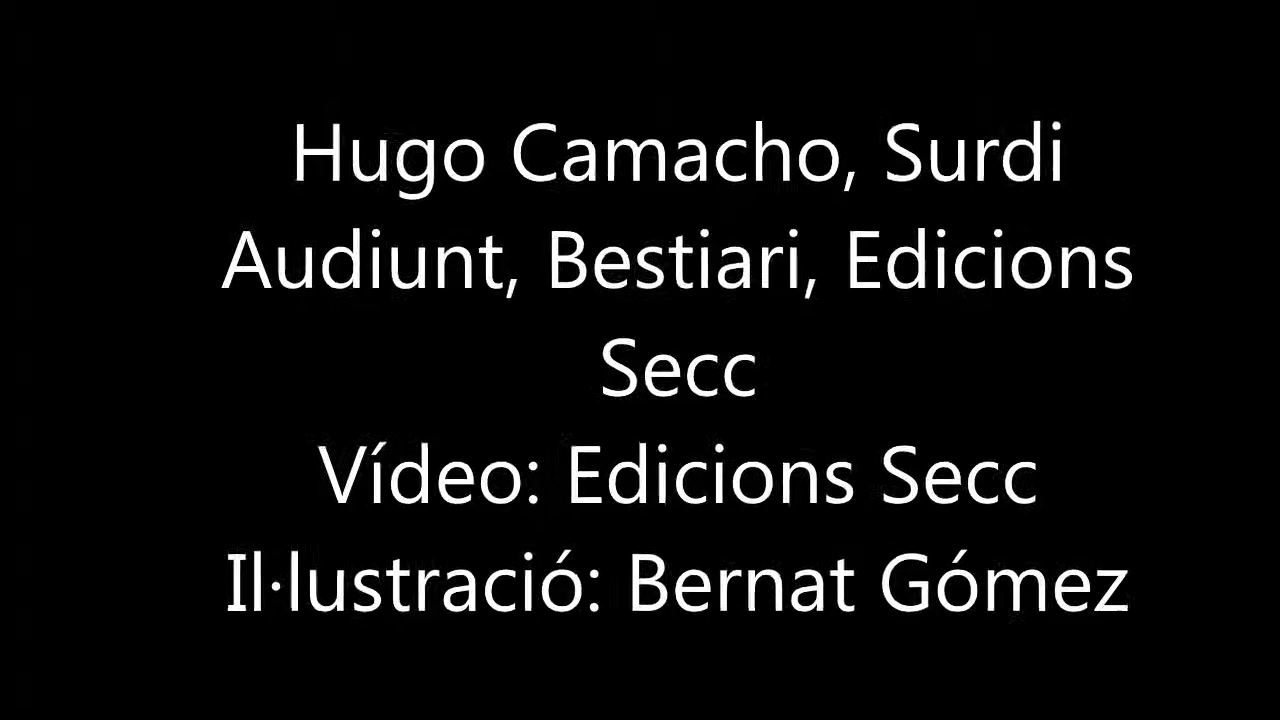 Hugo Camacho, Surdi
Audiunt, Bestiari, Edicions
Secc
Vídeo: Edicions Secc
Il·lustració: Bernat Gómez